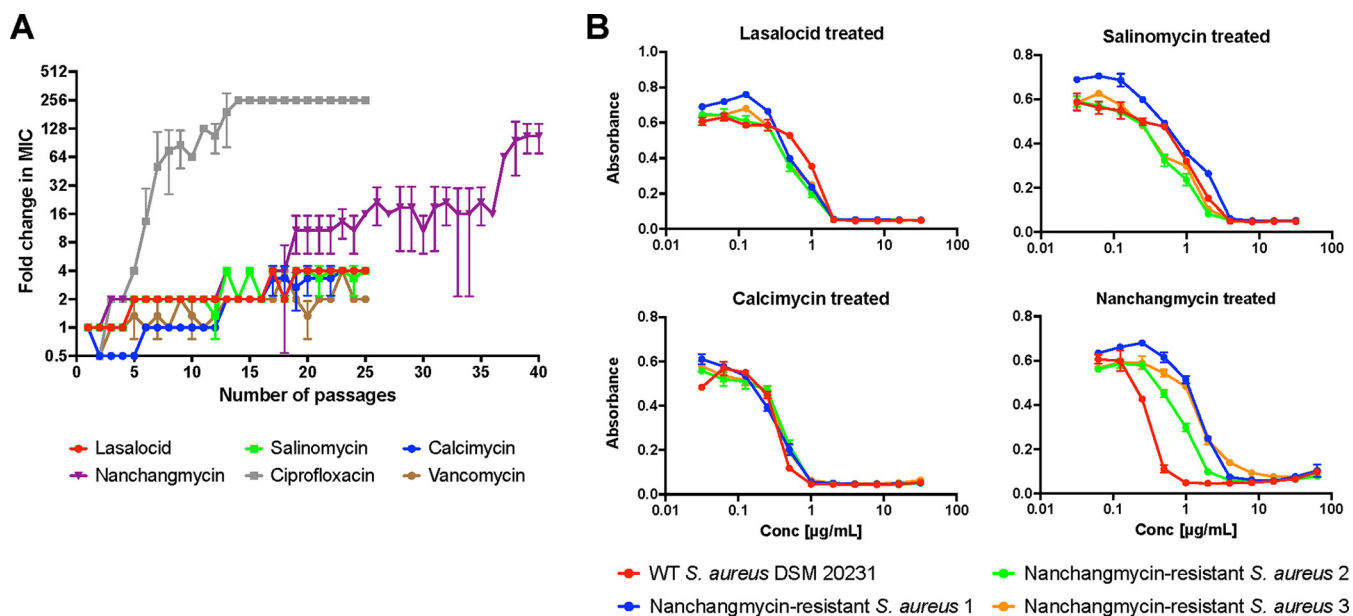 A
Fold change in MIC
512
256
128
64
32
16
8
4
2
1
0.5
0 5 10 15 20 25 30 35 40
Number of passages
Lasalocid Salinomycin Calcimycin
Nanchangmycin Ciprofloxacin Vancomycin
B
Lasalocid treated
Absorbance
1.0
0.8
0.6
0.4
0.2
0.0
0.01 0.1 1 10 100
Salinomycin treated
0.8
0.6
0.4
0.2
0.0
0.01 0.1 1 10 100
Calcimycin treated
Absorbance
0.8
0.6
0.4
0.2
0.0
0.01 0.1 1 10 100
Conc [µg/mL]
Nanchangmycin treated
0.8
0.6
0.4
0.2
0.0
0.01 0.1 1 10 100
Conc [µg/mL]
WT S. aureus DSM 20231
Nanchangmycin-resistant S. aureus 1
Nanchangmycin-resistant S. aureus 2
Nanchangmycin-resistant S. aureus 3